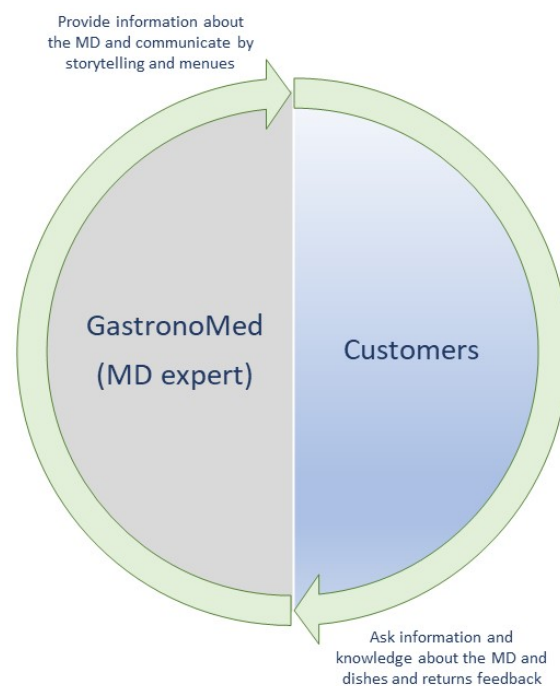 Provide information about
the MD and communicate by
storytelling and menues
GastronoMed
(MD expert)
Customers
Ask information and
knowledge about the MD and
dishes and returns feedback